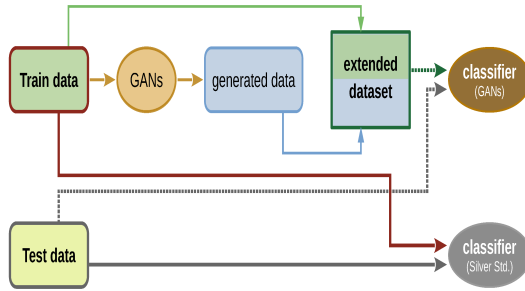 Train data
GANs
generated data
extended
dataset
classifier
(GANs)
Test data
classifier
(Silver Std.)